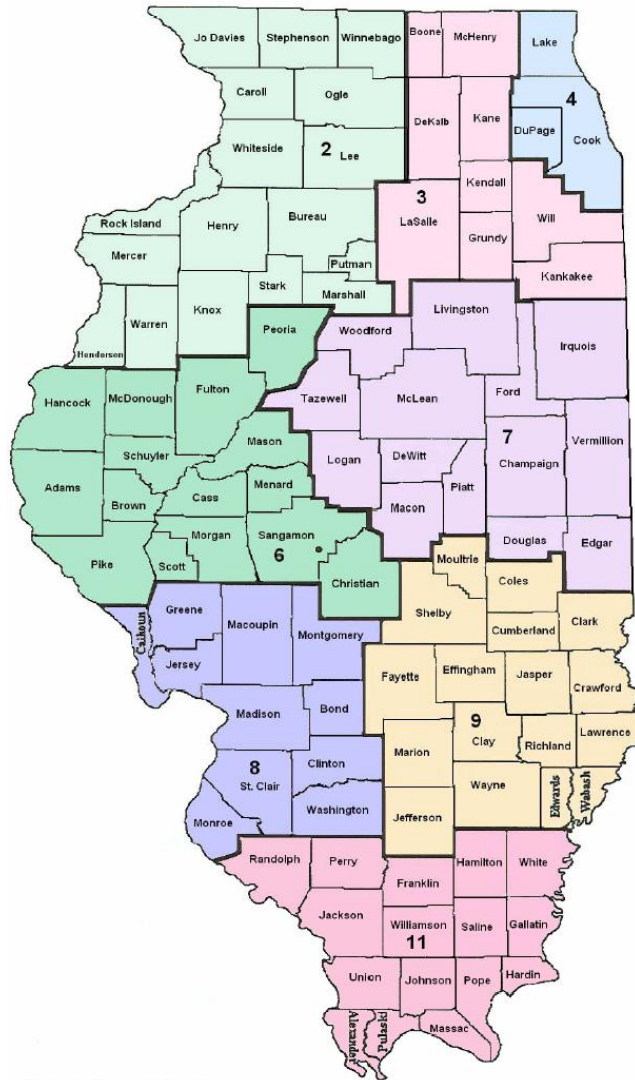 Jo Davies
Stephenson
Winnebago
Boone
McHenry
Lake
Caroll
Ogle
DeKalb
Kane
4
DuPage
Cook
Whiteside
2
Lee
Kendall
3
LaSalle
Will
Rock Island
Henry
Bureau
Grundy
Mercer
Putman
Kankakee
Stark
Marshall
Knox
Warren
Henderson
Peoria
Woodford
Livingston
Irquois
Hancock
McDonough
Fulton
Tazewell
McLean
Ford
Mason
Schuyler
Vermillion
7
Champaign
Logan
DeWitt
Piatt
Adams
Brown
Cass
Menard
Macon
Morgan
Sangamon
6
Pike
Scott
Christian
Douglas
Edgar
Moultrie
Coles
Shelby
Cumberland
Clark
Greene
Calhoun
Macoupin
Montgomery
Jersey
Fayette
Effingham
Jasper
Crawford
Madison
Bond
9
Clay
Richland
Lawrence
Marion
8
St. Clair
Clinton
Wayne
Edwards
Wabash
Washington
Monroe
Jefferson
Randolph
Perry
Franklin
Hamilton
White
Jackson
Williamson
11
Saline
Gallatin
Union
Johnson
Pope
Hardin
Alexander
Pulaski
Massac